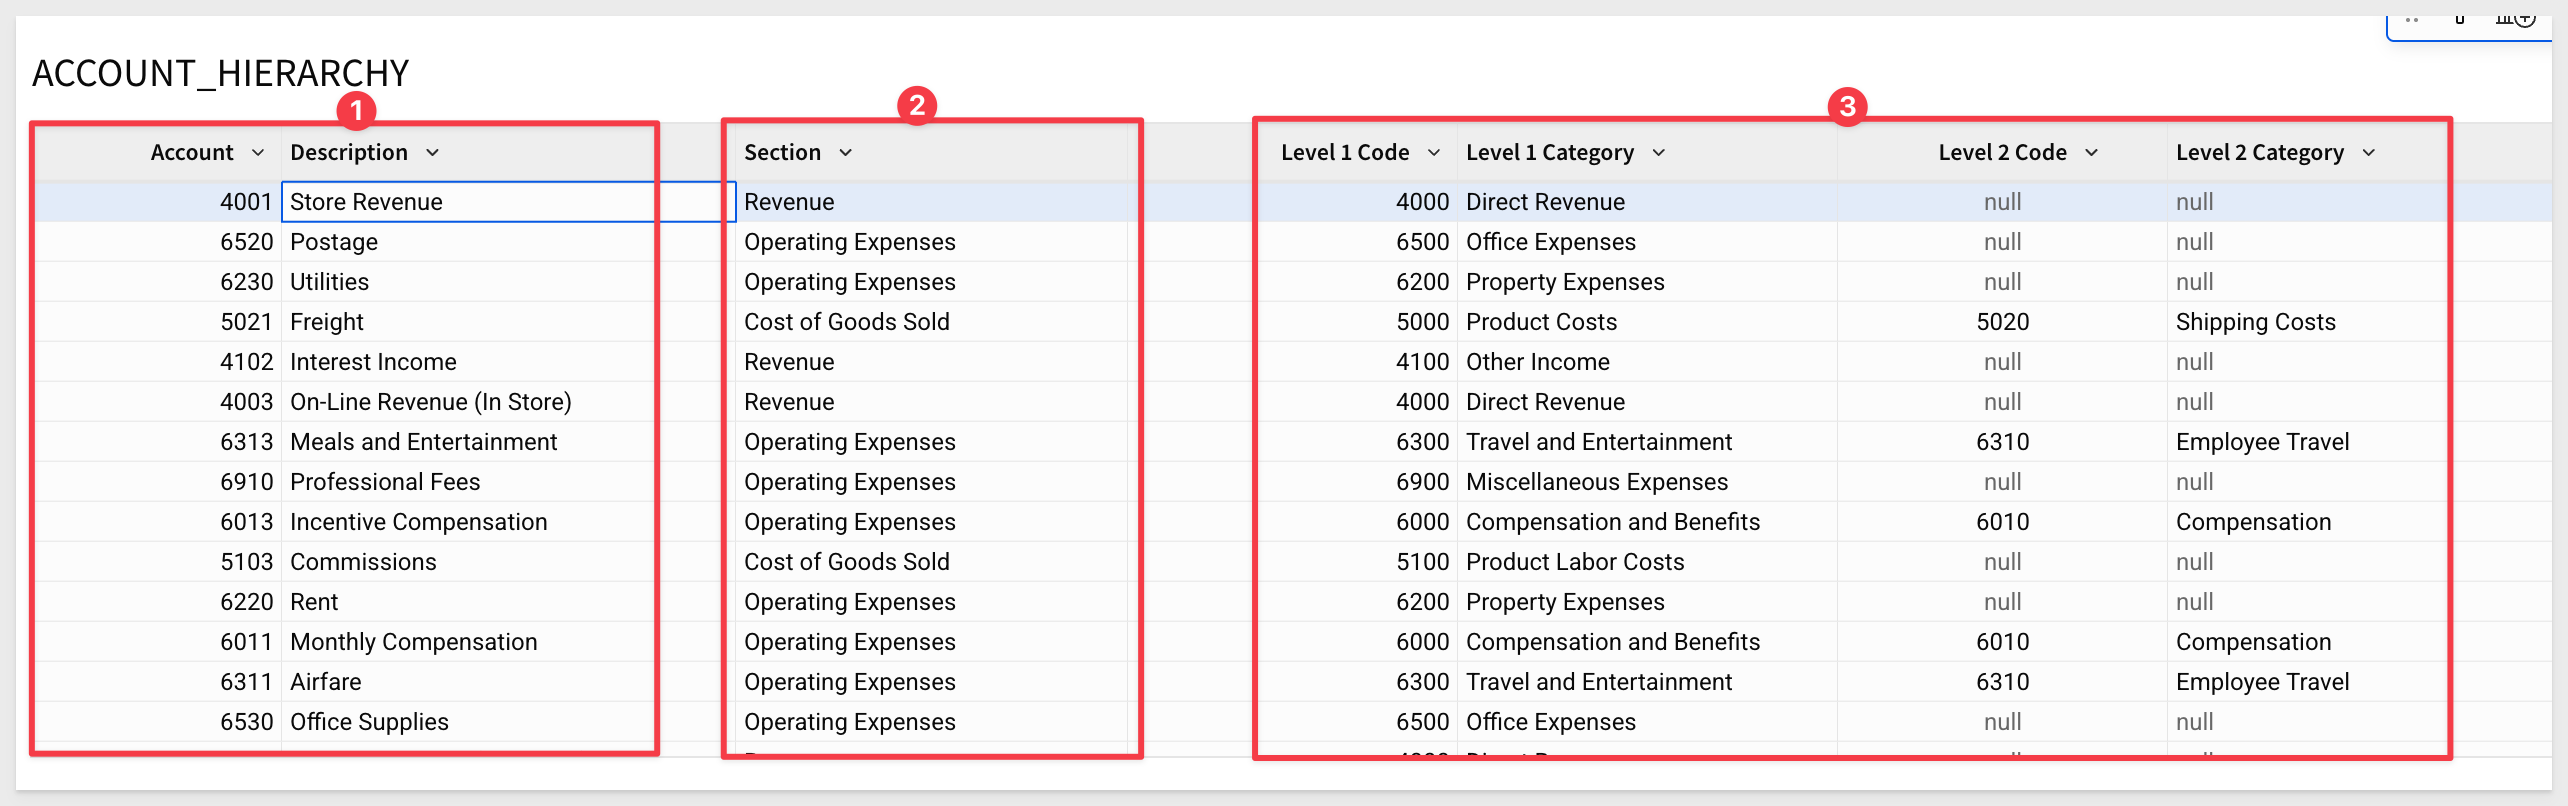 ACCOUNT_HIERARCHY
1 2 3
Account Description Section Level 1 Code Level 1 Category Level 2 Code Level 2 Category
4001 Store Revenue Revenue 4000 Direct Revenue null null
6520 Postage Operating Expenses 6500 Office Expenses null null
6230 Utilities Operating Expenses 6200 Property Expenses null null
5021 Freight Cost of Goods Sold 5000 Product Costs 5020 Shipping Costs
4102 Interest Income Revenue 4100 Other Income null null
4003 On-Line Revenue (In Store) Revenue 4000 Direct Revenue null null
6313 Meals and Entertainment Operating Expenses 6300 Travel and Entertainment 6310 Employee Travel
6910 Professional Fees Operating Expenses 6900 Miscellaneous Expenses null null
6013 Incentive Compensation Operating Expenses 6000 Compensation and Benefits 6010 Compensation
5103 Commissions Cost of Goods Sold 5100 Product Labor Costs null null
6220 Rent Operating Expenses 6200 Property Expenses null null
6011 Monthly Compensation Operating Expenses 6000 Compensation and Benefits 6010 Compensation
6311 Airfare Operating Expenses 6300 Travel and Entertainment 6310 Employee Travel
6530 Office Supplies Operating Expenses 6500 Office Expenses null null